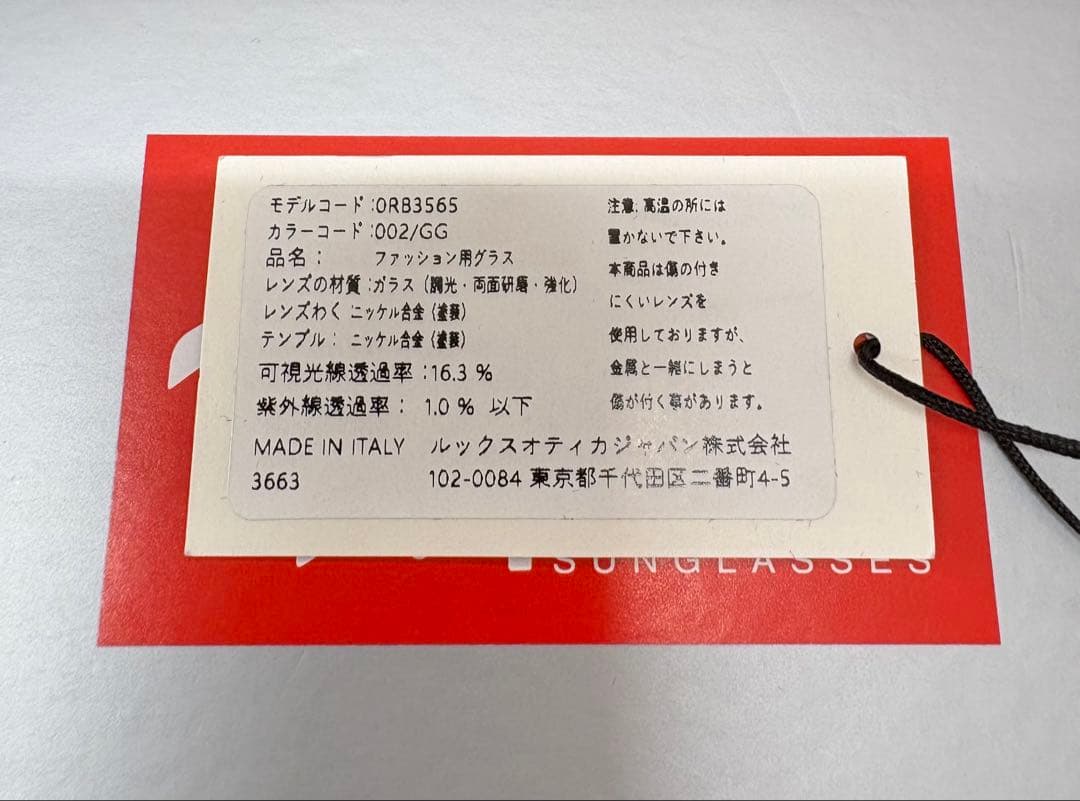 モデルコード:0RB3565
カラーコード:002/GG
品名: ファッション用グラス
レンズの材質:ガラス(調光・両面研磨・強化)
レンズわく ニッケル合金(塗装)
テンプル: ニッケル合金(塗装)
可視光線透過率:16.3 %
紫外線透過率: 1.0 % 以下
MADE IN ITALY ルックスオティカジャパン株式会社
3663 102-0084 東京都千代田区二番町4-5
注意.高温の所には
置かないで下さい。
本商品は傷の付き
にくいレンズを
使用しておりますが、
金属と一緒にしまうと
傷が付く事があります。
SUNGLASSES